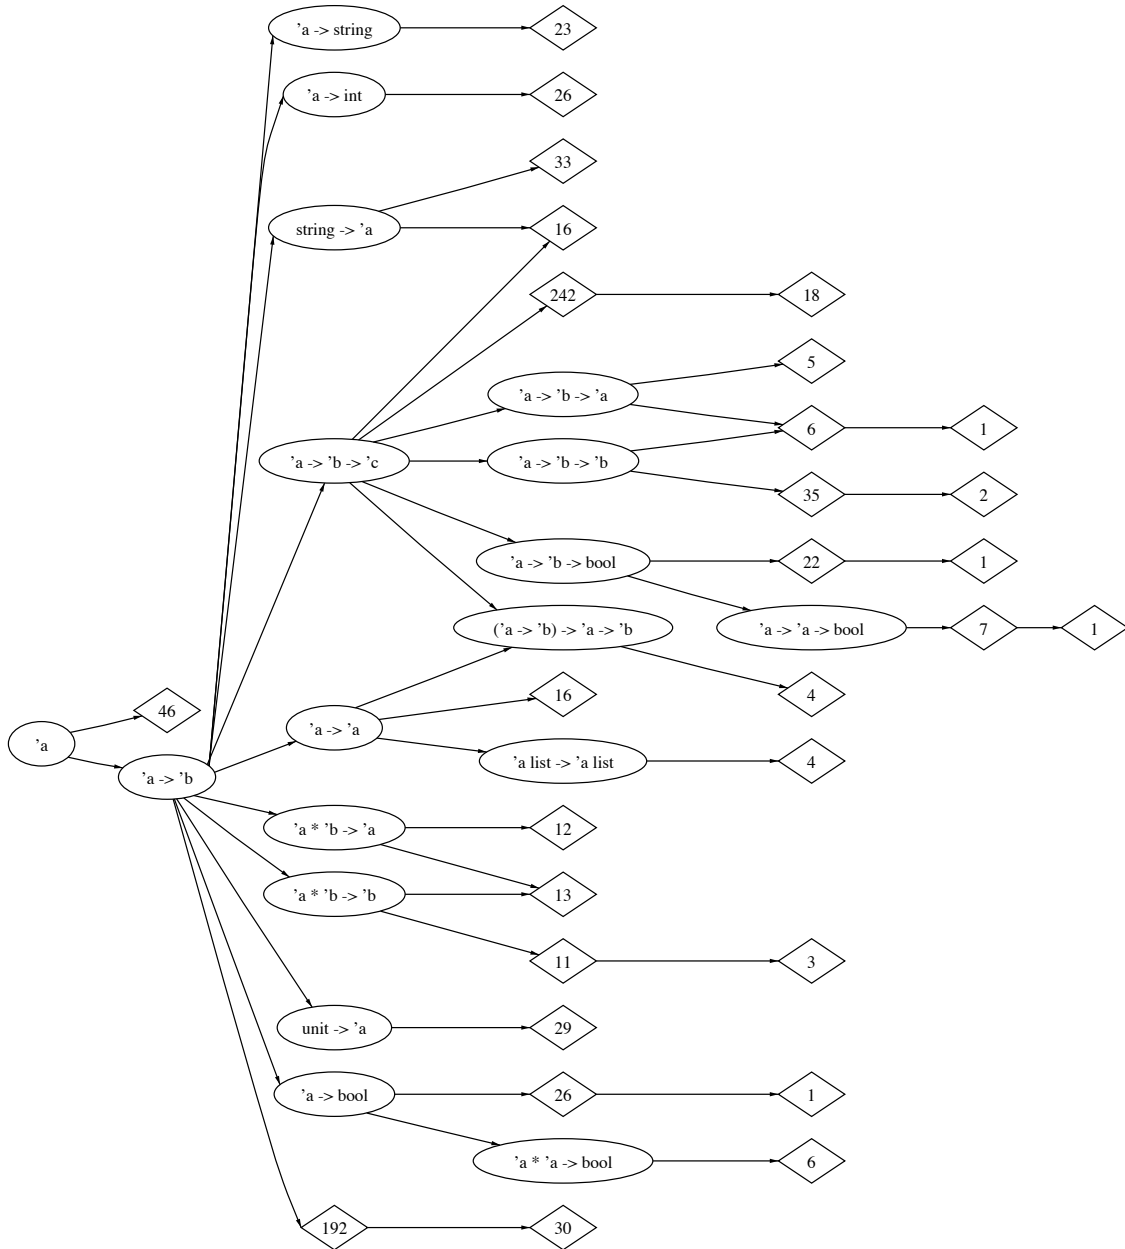 ’a -> string
23
’a -> int
26
33
string -> ’a
16
242
18
5
’a -> ’b -> ’a
6
1
’a -> ’b -> ’c
’a -> ’b -> ’b
35
2
’a -> ’b -> bool
22
1
(’a -> ’b) -> ’a -> ’b
’a -> ’a -> bool
7
1
4
16
46
’a -> ’a
’a
’a list -> ’a list
4
’a -> ’b
’a * ’b -> ’a
12
’a * ’b -> ’b
13
11
3
unit -> ’a
29
’a -> bool
26
1
’a * ’a -> bool
6
192
30